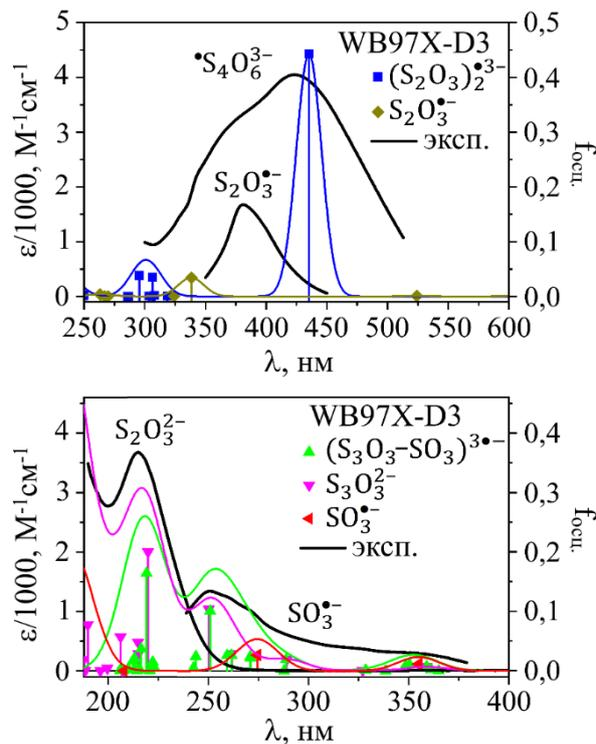 WB97X-D3
•S₄O₆³⁻
(S₂O₃)₂•³⁻
S₂O₃•⁻
эксп.
S₂O₃•⁻
ε/1000, М⁻¹см⁻¹
fосц.
5
4
3
2
1
0
0,5
0,4
0,3
0,2
0,1
0,0
250 300 350 400 450 500 550 600
λ, нм
S₂O₃²⁻
WB97X-D3
(S₃O₃–SO₃)³•⁻
S₃O₃²⁻
SO₃•⁻
эксп.
SO₃•⁻
ε/1000, М⁻¹см⁻¹
fосц.
4
3
2
1
0
0,4
0,3
0,2
0,1
0,0
200 250 300 350 400
λ, нм